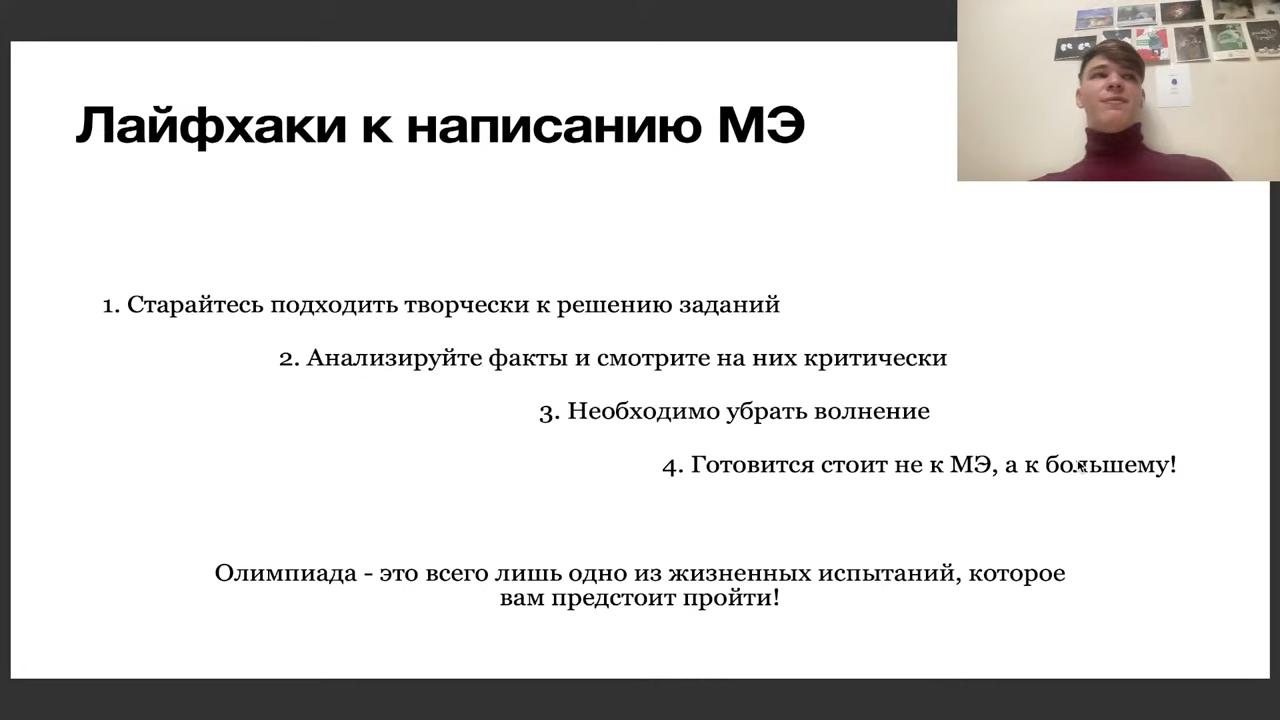 Лайфхаки к написанию МЭ
1. Старайтесь подходить творчески к решению заданий
2. Анализируйте факты и смотрите на них критически
3. Необходимо убрать волнение
4. Готовится стоит не к МЭ, а к большему!
Олимпиада - это всего лишь одно из жизненных испытаний, которое
вам предстоит пройти!